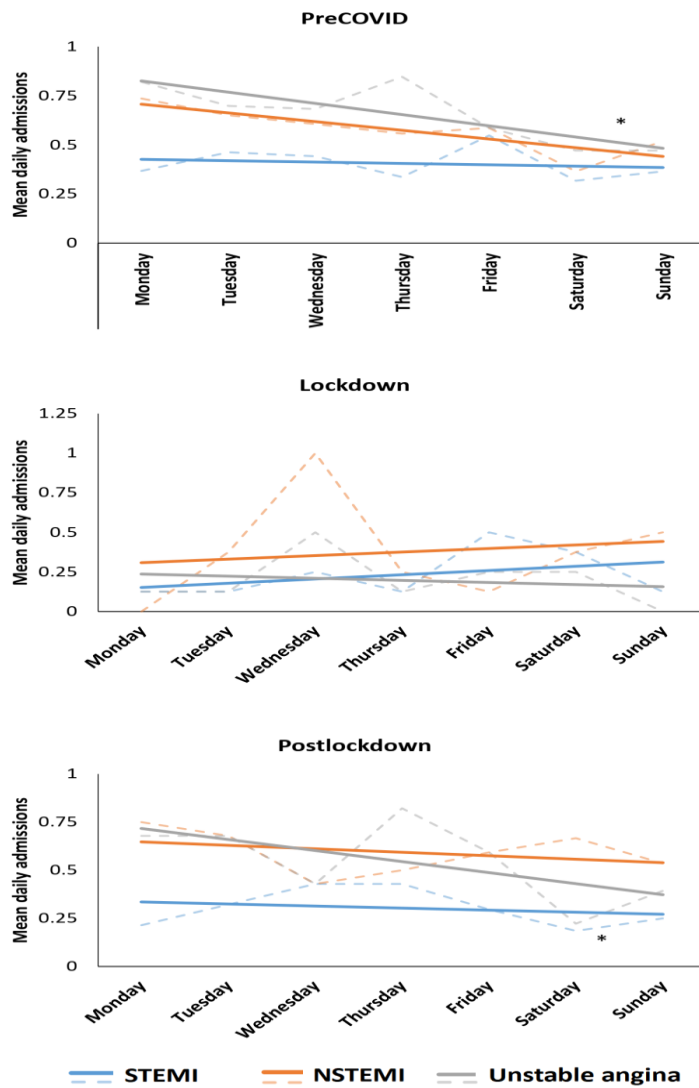 PreCOVID
Mean daily admissions
1
0.75
0.5
0.25
0
*
Monday
Tuesday
Wednesday
Thursday
Friday
Saturday
Sunday
Lockdown
Mean daily admissions
1.25
1
0.75
0.5
0.25
0
Monday
Tuesday
Wednesday
Thursday
Friday
Saturday
Sunday
Postlockdown
Mean daily admissions
1
0.75
0.5
0.25
0
*
Monday
Tuesday
Wednesday
Thursday
Friday
Saturday
Sunday
STEMI NSTEMI Unstable angina